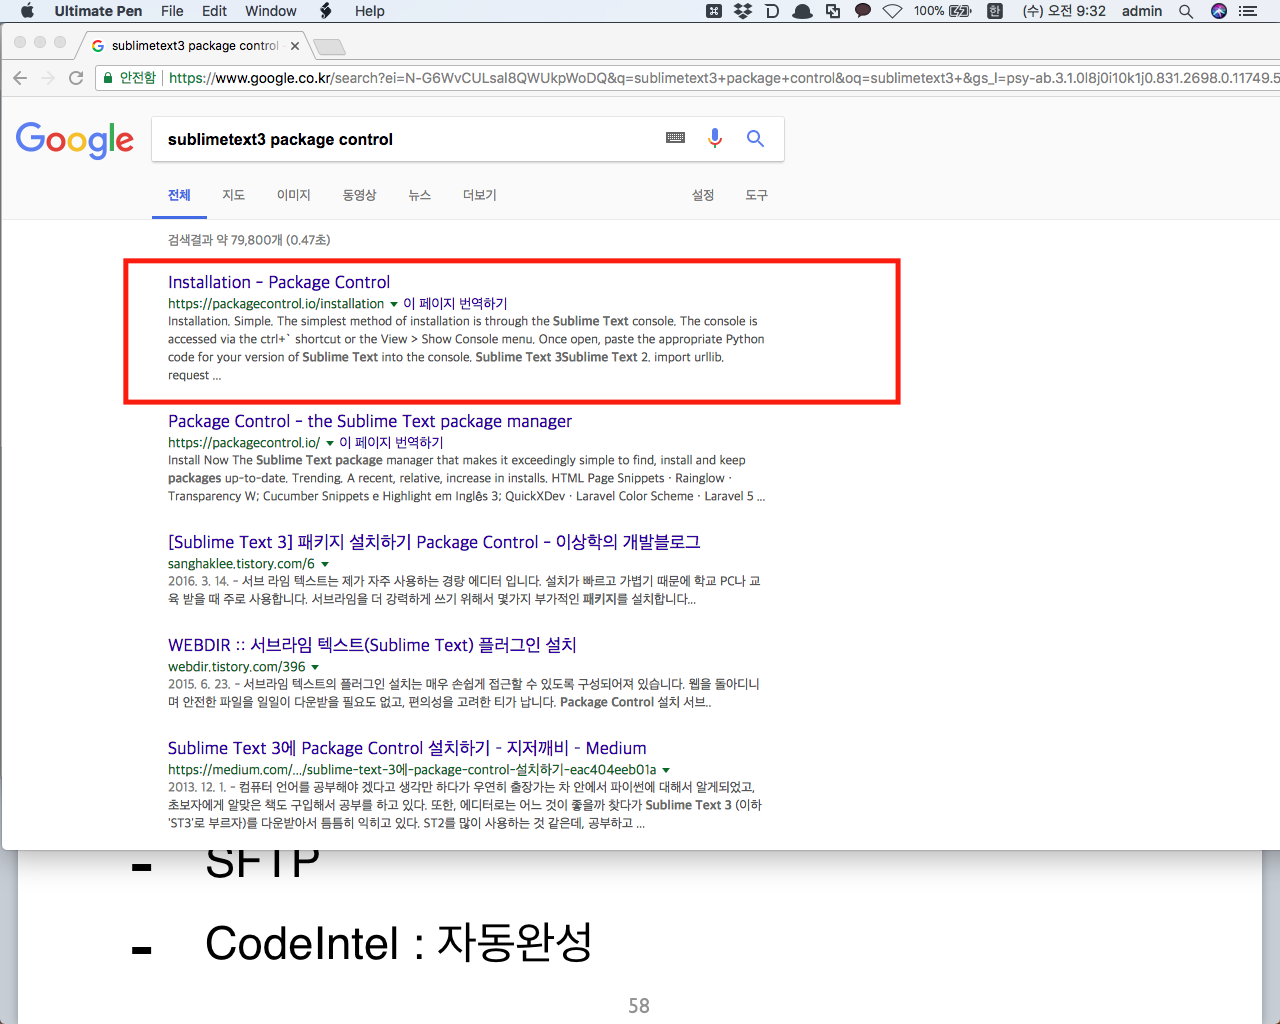 Ultimate Pen File Edit Window Help 100% 한 (수) 오전 9:32 admin
sublimetext3 package control
안전함 https://www.google.co.kr/search?ei=N-G6WvCULsaI8QWUkpWoDQ&q=sublimetext3+package+control&oq=sublimetext3+&gs_l=psy-ab.3.1.0l8j0i10k1j0.831.2698.0.11749.5
Google sublimetext3 package control
전체 지도 이미지 동영상 뉴스 더보기 설정 도구
검색결과 약 79,800개 (0.47초)
Installation - Package Control
https://packagecontrol.io/installation 이 페이지 번역하기
Installation. Simple. The simplest method of installation is through the Sublime Text console. The console is
accessed via the ctrl+` shortcut or the View > Show Console menu. Once open, paste the appropriate Python
code for your version of Sublime Text into the console. Sublime Text 3Sublime Text 2. import urllib.
request ...
Package Control - the Sublime Text package manager
https://packagecontrol.io/ 이 페이지 번역하기
Install Now The Sublime Text package manager that makes it exceedingly simple to find, install and keep
packages up-to-date. Trending. A recent, relative, increase in installs. HTML Page Snippets · Rainglow ·
Transparency W; Cucumber Snippets e Highlight em Inglês 3; QuickXDev · Laravel Color Scheme · Laravel 5 ...
[Sublime Text 3] 패키지 설치하기 Package Control - 이상학의 개발블로그
sanghaklee.tistory.com/6
2016. 3. 14. - 서브 라임 텍스트는 제가 자주 사용하는 경량 에디터 입니다. 설치가 빠르고 가볍기 때문에 학교 PC나 교
육 받을 때 주로 사용합니다. 서브라임을 더 강력하게 쓰기 위해서 몇가지 부가적인 패키지를 설치합니다...
WEBDIR :: 서브라임 텍스트(Sublime Text) 플러그인 설치
webdir.tistory.com/396
2015. 6. 23. - 서브라임 텍스트의 플러그인 설치는 매우 손쉽게 접근할 수 있도록 구성되어져 있습니다. 웹을 돌아디니
며 안전한 파일을 일일이 다운받을 필요도 없고, 편의성을 고려한 티가 납니다. Package Control 설치 서브..
Sublime Text 3에 Package Control 설치하기 - 지저깨비 - Medium
https://medium.com/.../sublime-text-3에-package-control-설치하기-eac404eeb01a
2013. 12. 1. - 컴퓨터 언어를 공부해야 겠다고 생각만 하다가 우연히 출장가는 차 안에서 파이썬에 대해서 알게되었고,
초보자에게 알맞은 책도 구입해서 공부를 하고 있다. 또한, 에디터로는 어느 것이 좋을까 찾다가 Sublime Text 3 (이하
'ST3'로 부르자)를 다운받아서 틈틈히 익히고 있다. ST2를 많이 사용하는 것 같은데, 공부하고 ...
- SFTP
- CodeIntel : 자동완성
58